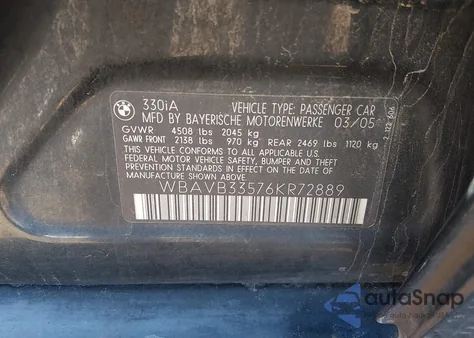 BMW
330iA VEHICLE TYPE: PASSENGER CAR
MFD BY BAYERISCHE MOTORENWERKE 03/05
GVWR 4508 lbs 2045 kg
GAWR FRONT 2138 lbs 970 kg REAR 2469 lbs 1120 kg
THIS VEHICLE CONFORMS TO ALL APPLICABLE U.S.
FEDERAL MOTOR VEHICLE SAFETY, BUMPER AND THEFT
PREVENTION STANDARDS IN EFFECT ON THE DATE OF
MANUFACTURE SHOWN ABOVE.
WBAVB33576KR72889
autoSnap